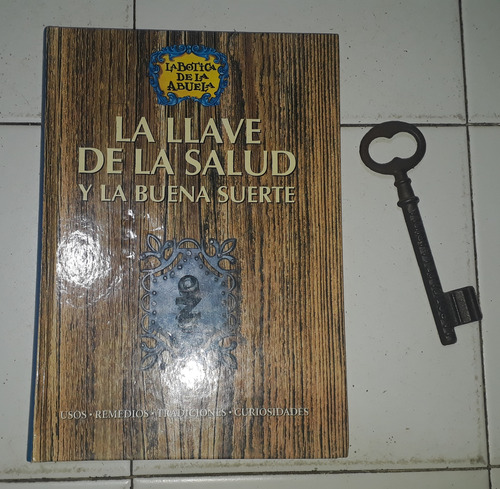 LA BOTICA
DE LA
ABUELA
LA LLAVE
DE LA SALUD
Y LA BUENA SUERTE
USOS · REMEDIOS · TRADICIONES · CURIOSIDADES